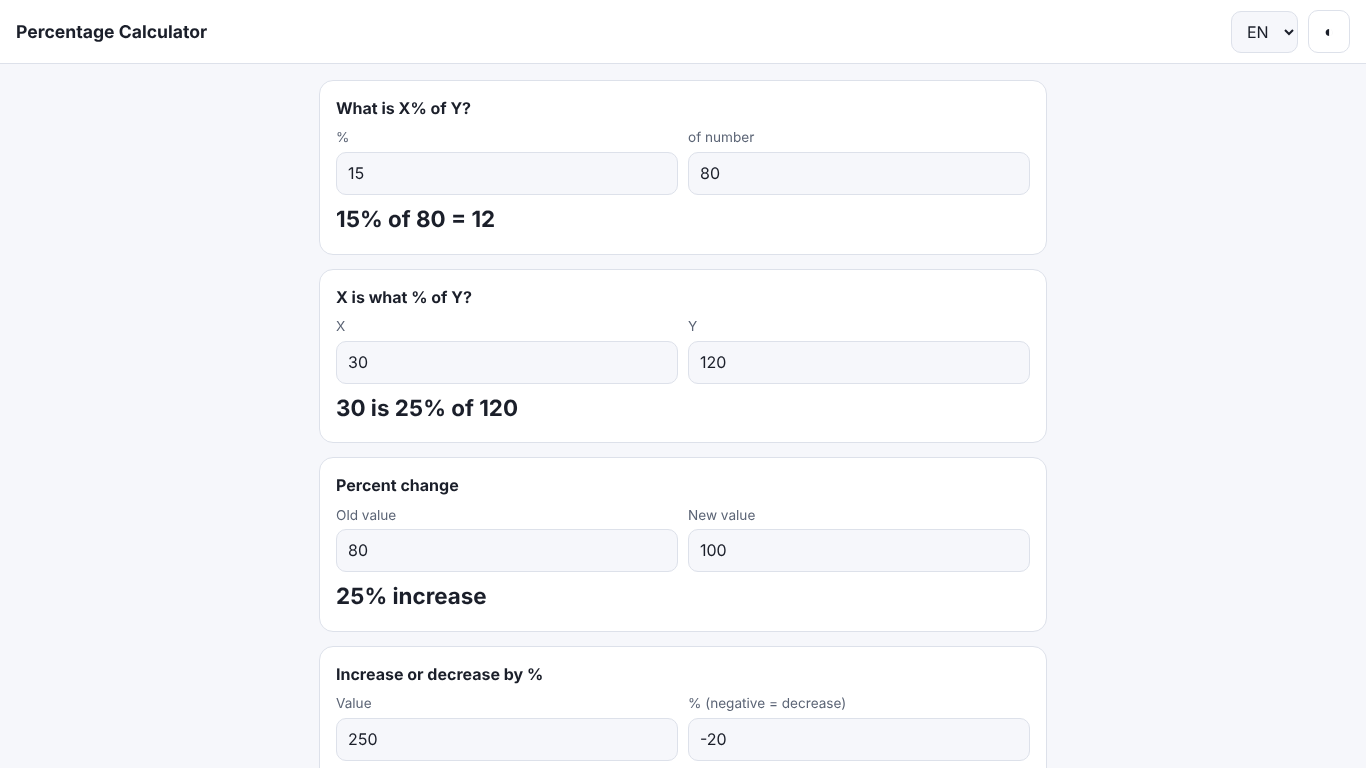 Percentage Calculator
EN
What is X% of Y?
% of number
15 80
15% of 80 = 12
X is what % of Y?
X Y
30 120
30 is 25% of 120
Percent change
Old value New value
80 100
25% increase
Increase or decrease by %
Value % (negative = decrease)
250 -20